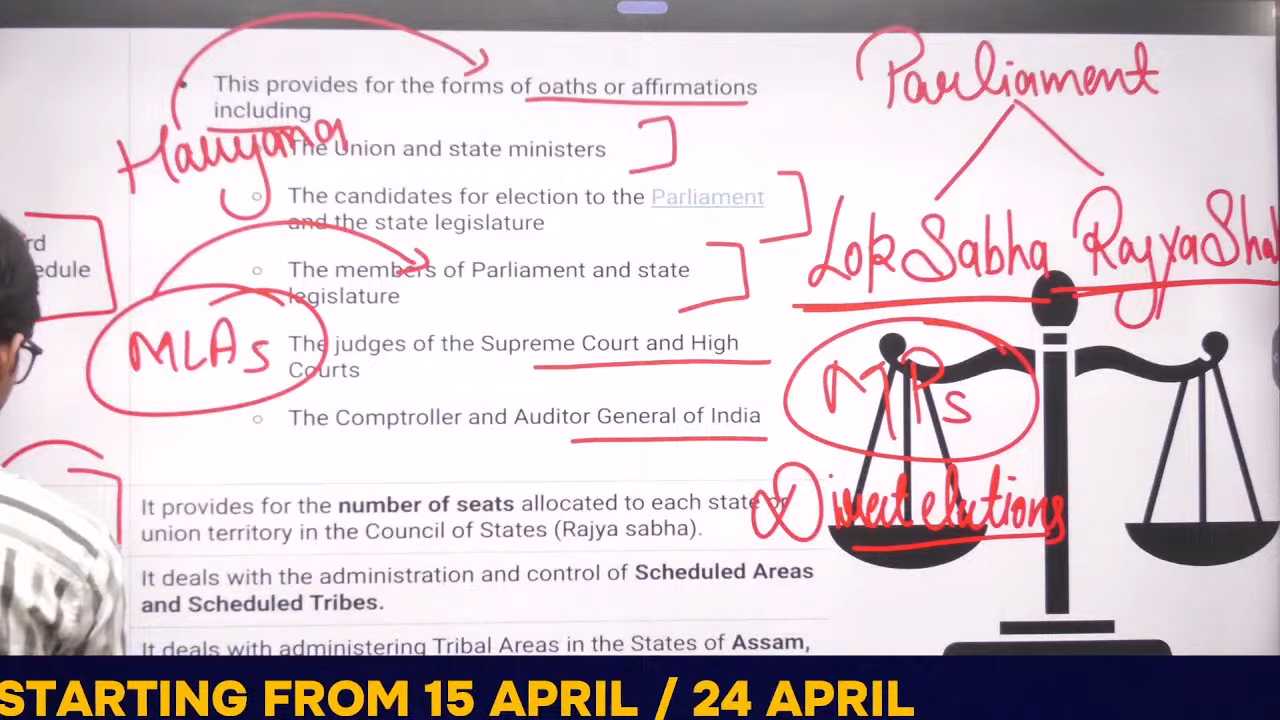 Parliament
This provides for the forms of oaths or affirmations
including
Haryana
The Union and state ministers
The candidates for election to the Parliament
and the state legislature
Lok Sabha Rajya Sha
rd
edule
The members of Parliament and state
legislature
MLAs
The judges of the Supreme Court and High
Courts
MPs
The Comptroller and Auditor General of India
Direct elections
It provides for the number of seats allocated to each state or
union territory in the Council of States (Rajya sabha).
It deals with the administration and control of Scheduled Areas
and Scheduled Tribes.
It deals with administering Tribal Areas in the States of Assam,
STARTING FROM 15 APRIL / 24 APRIL